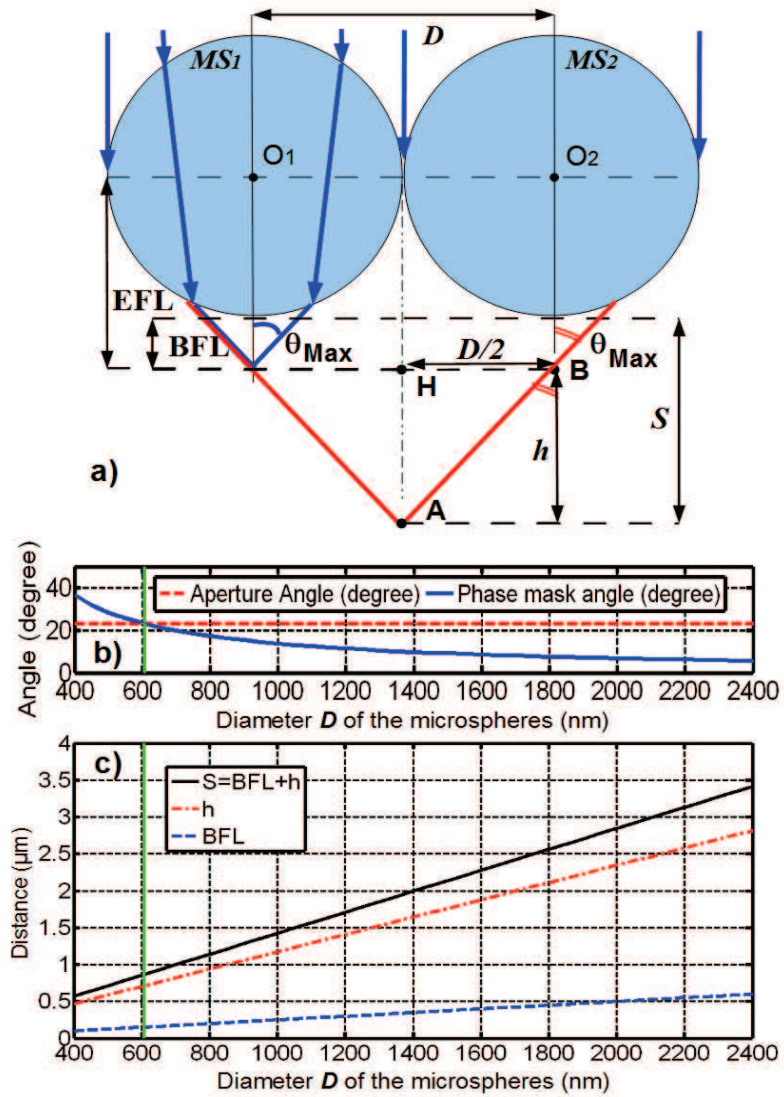 D
MS1
MS2
O1
O2
EFL
BFL
θMax
D/2
θMax
H
B
S
h
a)
A
Angle (degree)
40
20
0
Aperture Angle (degree)
Phase mask angle (degree)
b)
400 600 800 1000 1200 1400 1600 1800 2000 2200 2400
Diameter D of the microspheres (nm)
Distance (µm)
4
3.5
3
2.5
2
1.5
1
0.5
0
c)
S=BFL+h
h
BFL
400 600 800 1000 1200 1400 1600 1800 2000 2200 2400
Diameter D of the microspheres (nm)